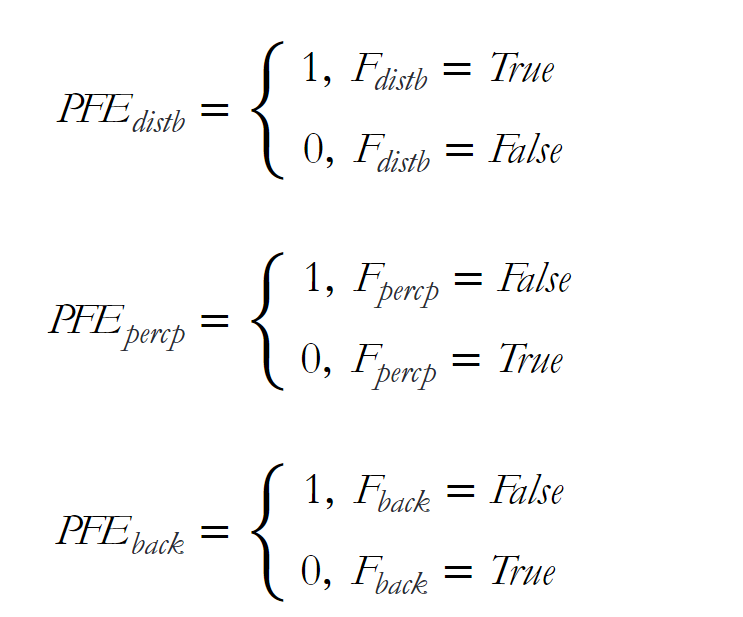 1, F_distb = True
PFE_distb = {
0, F_distb = False
1, F_percp = False
PFE_percp = {
0, F_percp = True
1, F_back = False
PFE_back = {
0, F_back = True